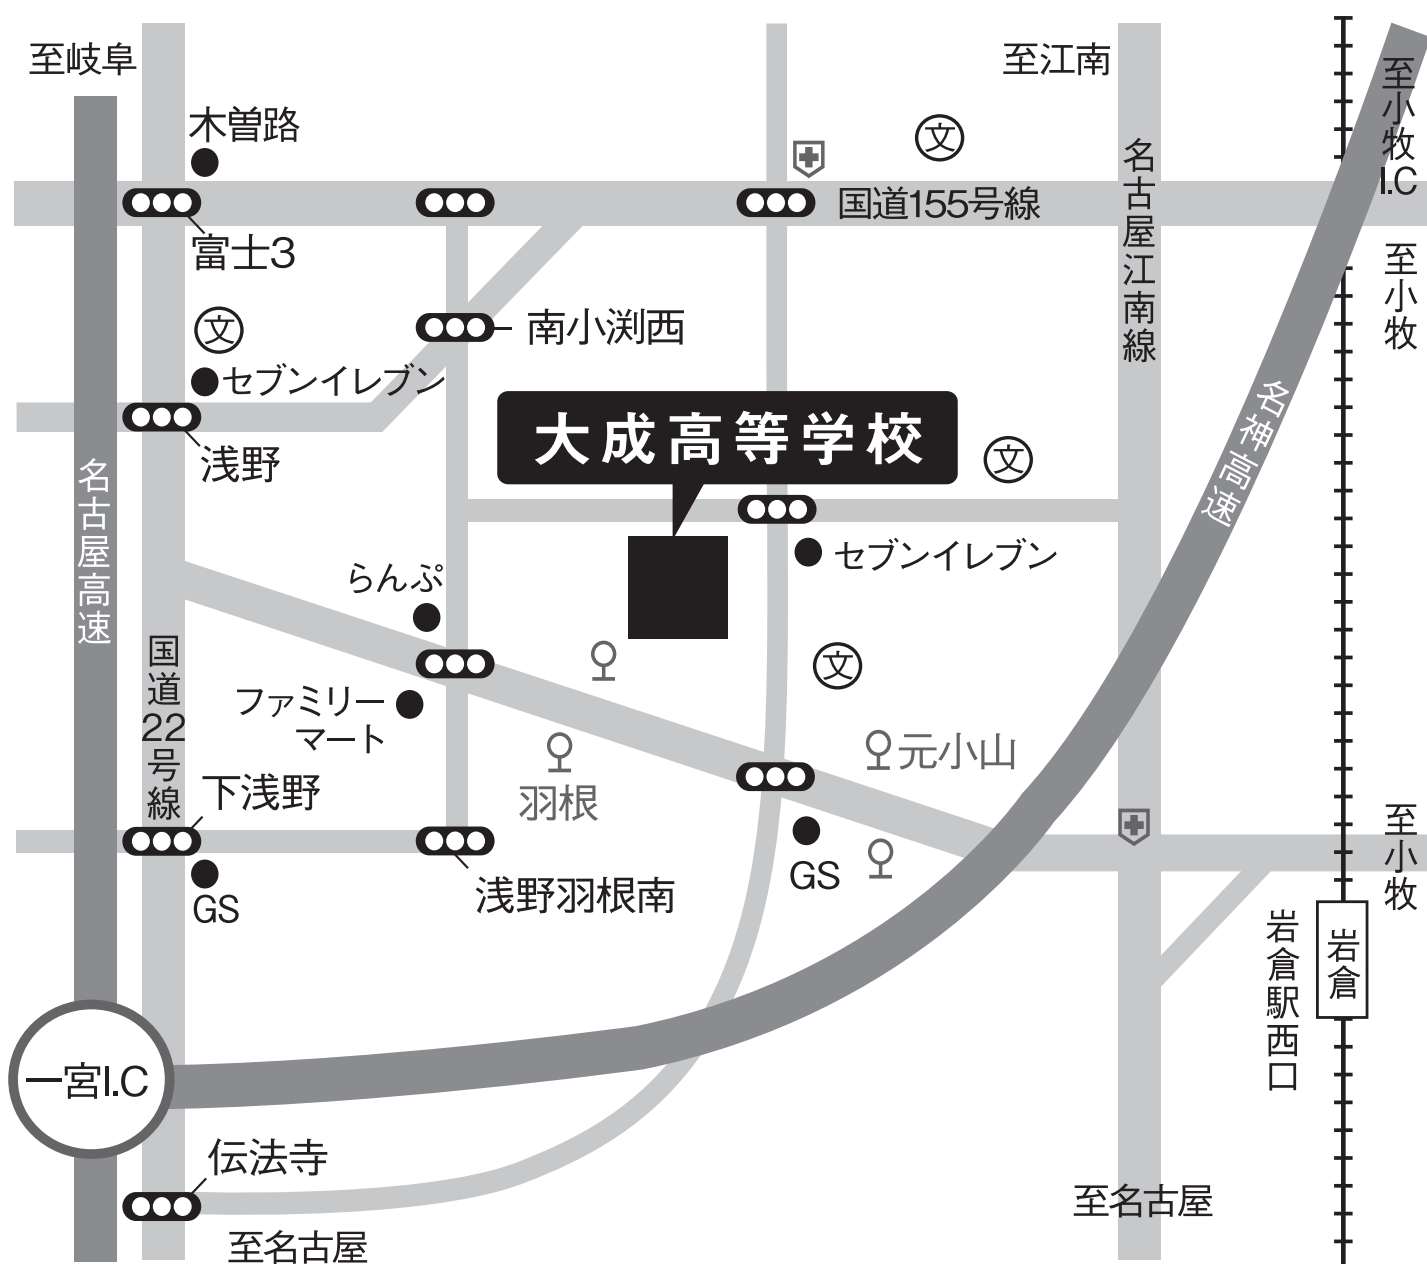 至岐阜
至江南
至小牧I.C
木曽路
文
名古屋江南線
国道155号線
富士3
至小牧
文
南小渕西
セブンイレブン
名神高速
大成高等学校
浅野
文
名古屋高速
セブンイレブン
らんぷ
国道22号線
文
ファミリー
マート
元小山
下浅野
羽根
至小牧
GS
浅野羽根南
GS
岩倉駅西口
岩倉
一宮I.C
伝法寺
至名古屋
至名古屋